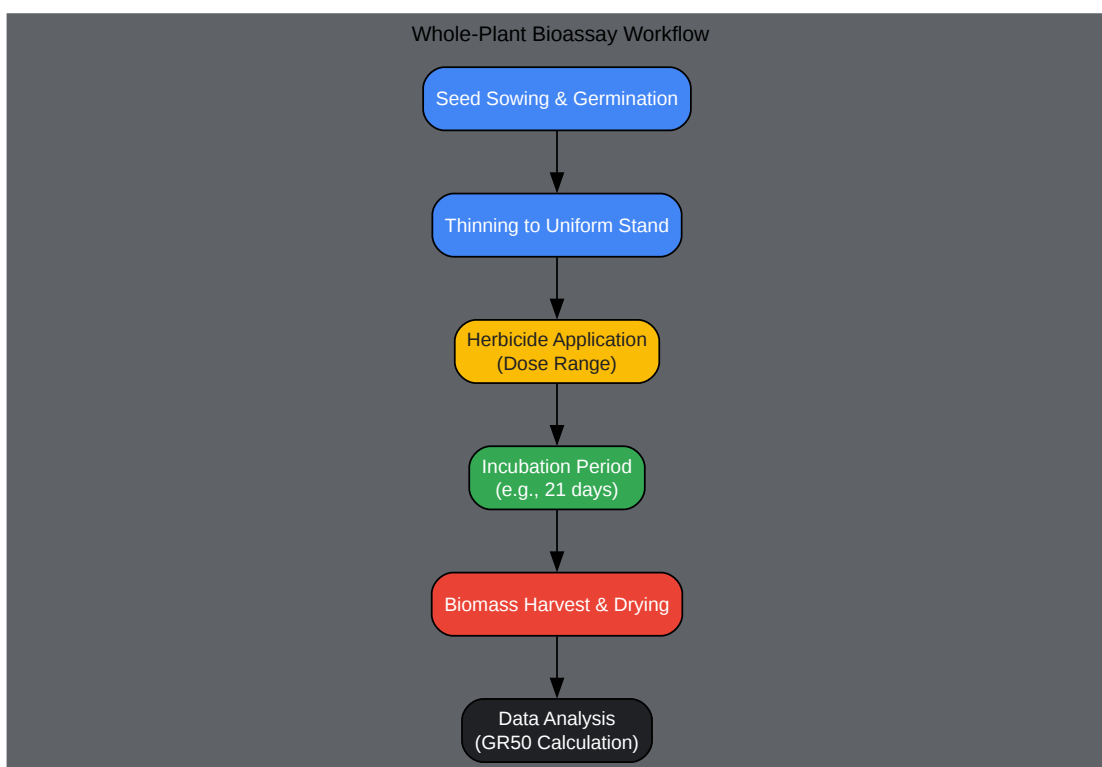 Whole-Plant Bioassay Workflow
Seed Sowing & Germination
Thinning to Uniform Stand
Herbicide Application
(Dose Range)
Incubation Period
(e.g., 21 days)
Biomass Harvest & Drying
Data Analysis
(GR50 Calculation)